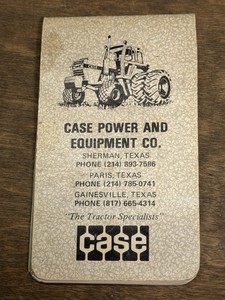 CASE POWER AND
EQUIPMENT CO.
SHERMAN, TEXAS
PHONE (214) 893-7586
PARIS, TEXAS
PHONE (214) 785-0741
GAINESVILLE, TEXAS
PHONE (817) 665-4314
"The Tractor Specialists"
case